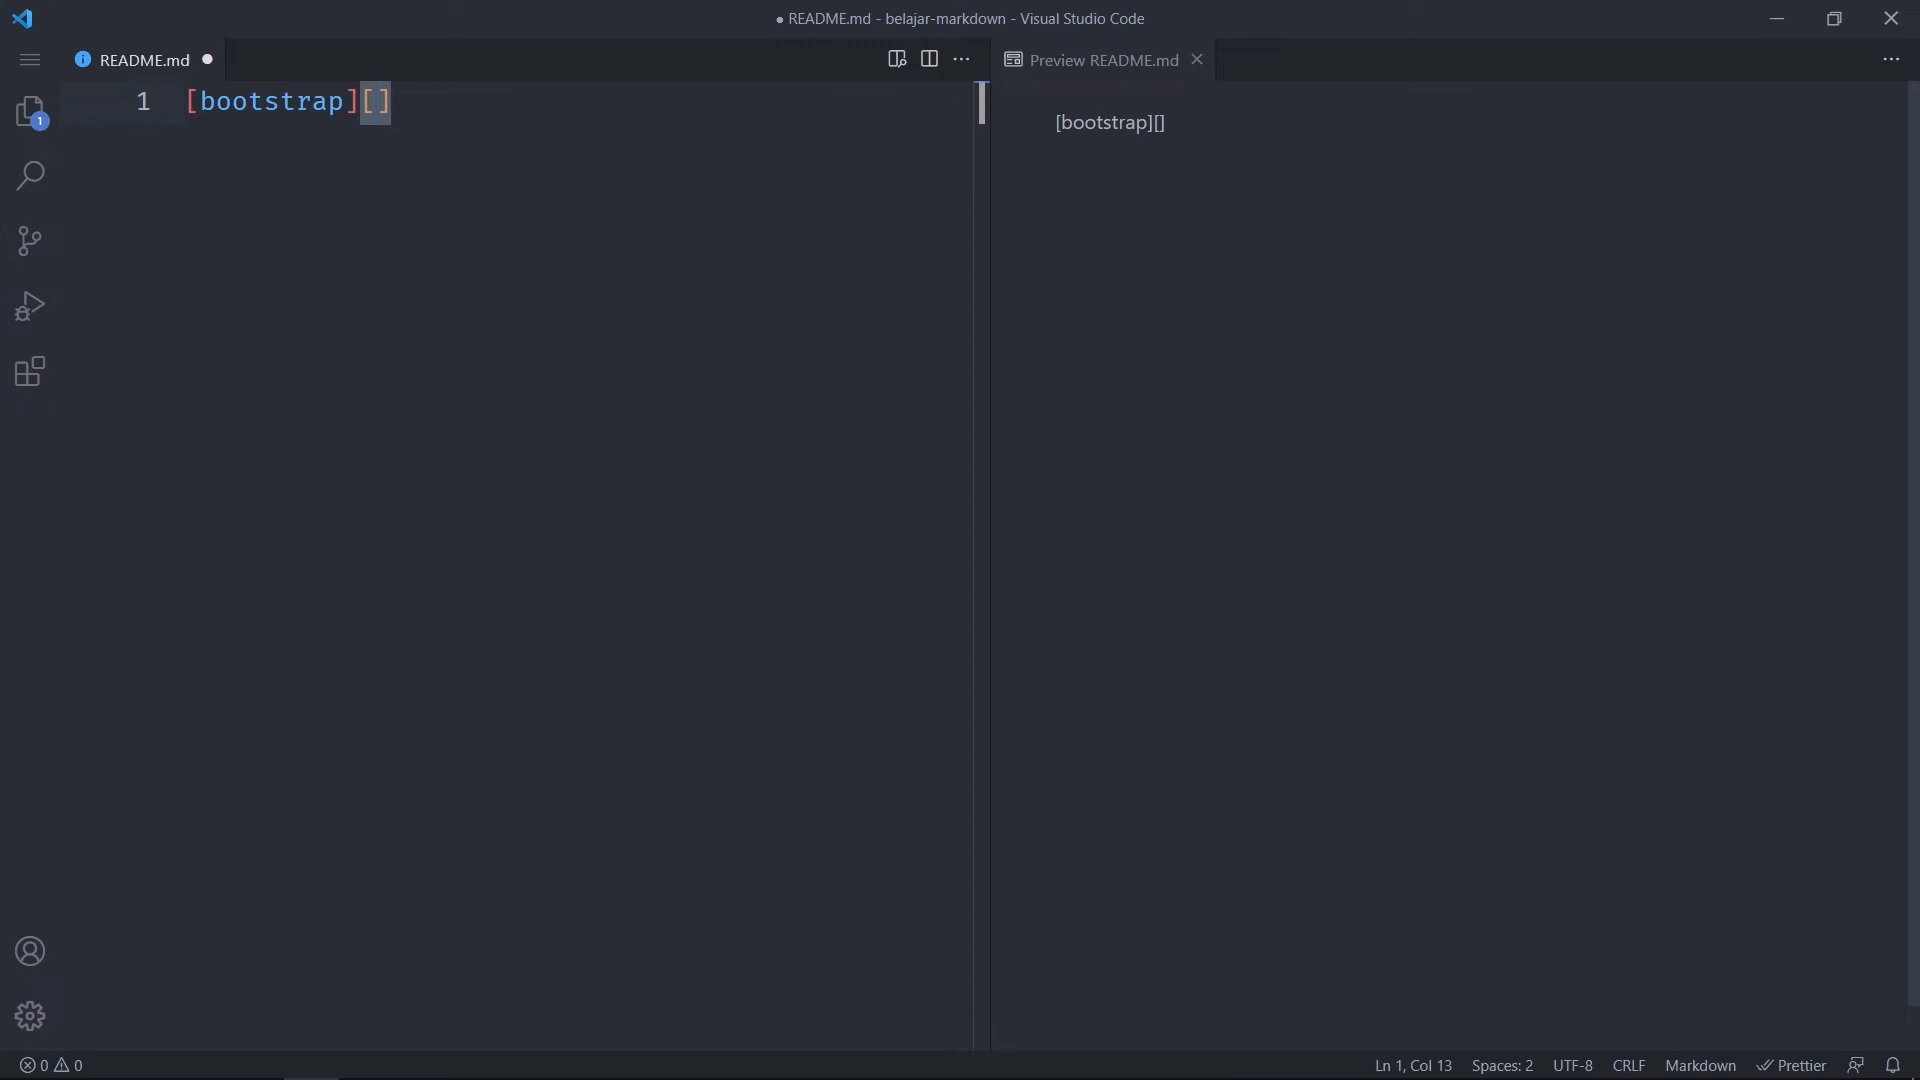 ● README.md - belajar-markdown - Visual Studio Code
README.md
Preview README.md
1
1 [bootstrap][]
[bootstrap][]
0 0
Ln 1, Col 13 Spaces: 2 UTF-8 CRLF Markdown Prettier